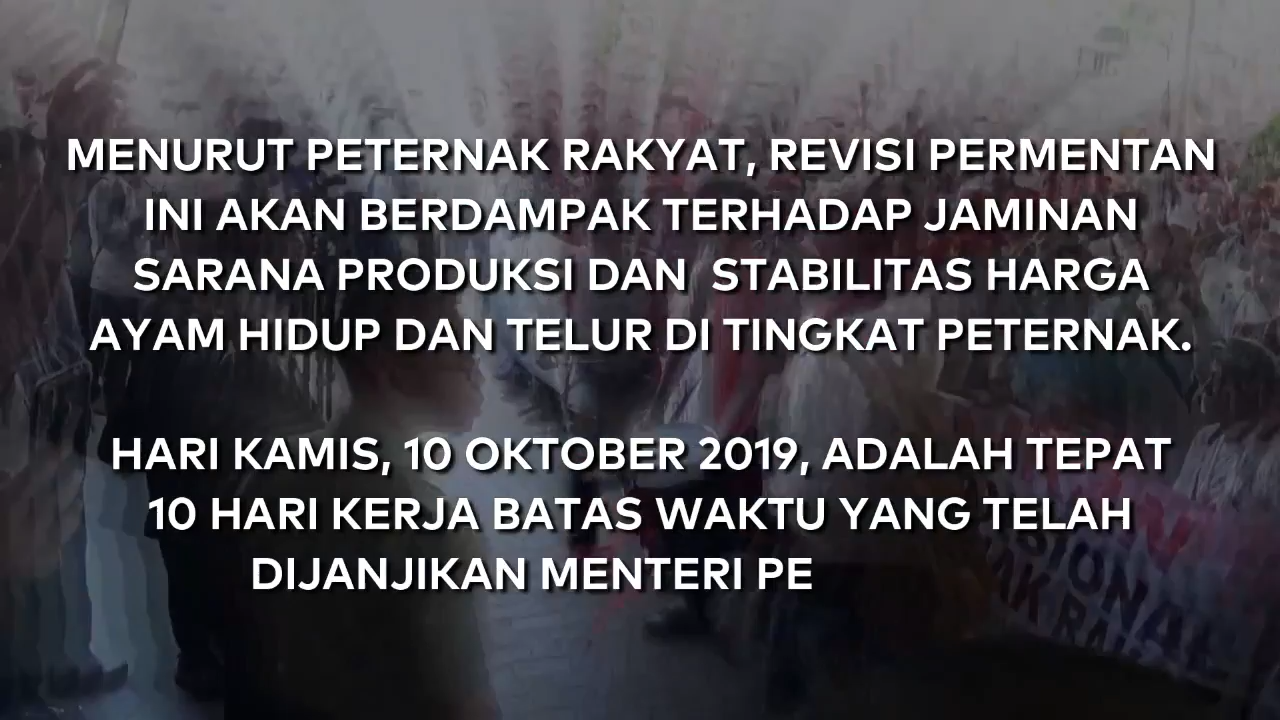 MENURUT PETERNAK RAKYAT, REVISI PERMENTAN
INI AKAN BERDAMPAK TERHADAP JAMINAN
SARANA PRODUKSI DAN  STABILITAS HARGA
AYAM HIDUP DAN TELUR DI TINGKAT PETERNAK.
HARI KAMIS, 10 OKTOBER 2019, ADALAH TEPAT
10 HARI KERJA BATAS WAKTU YANG TELAH
DIJANJIKAN MENTERI PE